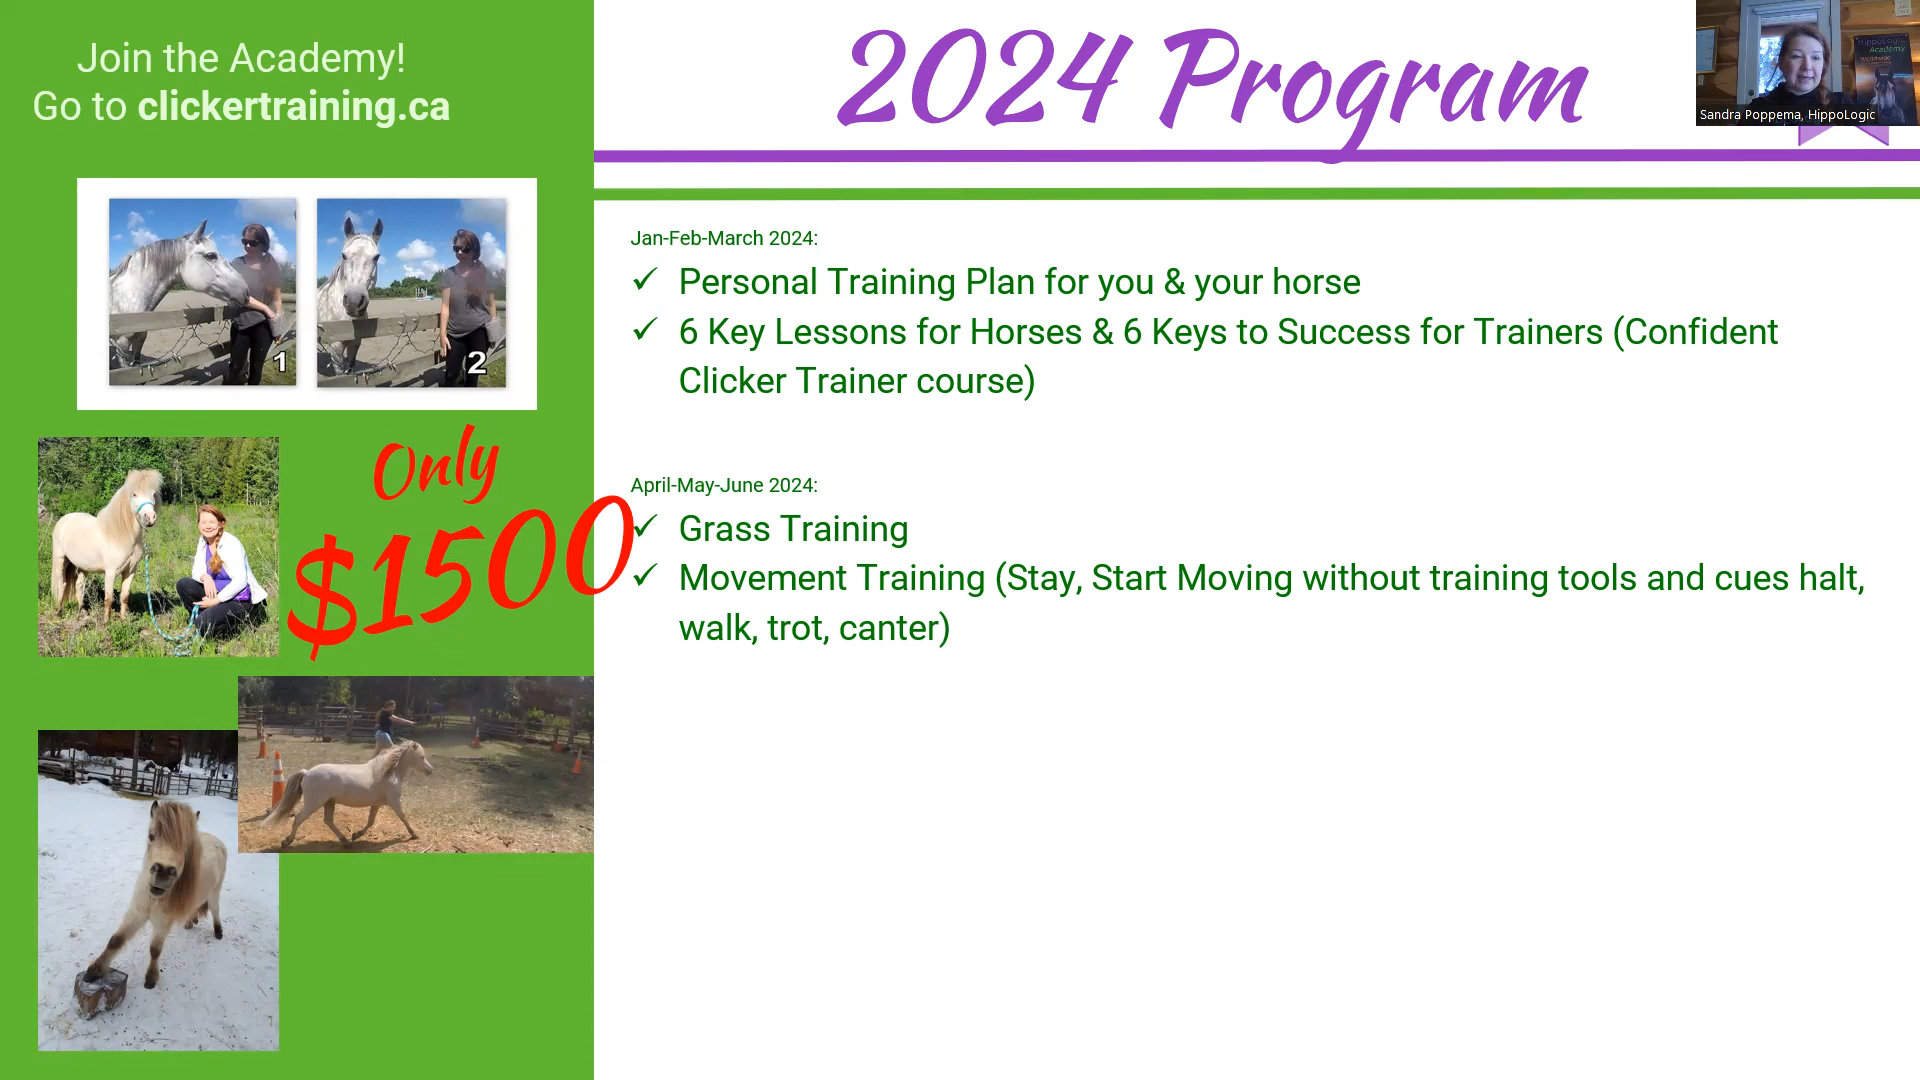 Join the Academy!
Go to clickertraining.ca
1
2
Only
$1500
2024 Program
HippoLogic
Academy
Worldwide
Sandra Poppema, HippoLogic
Jan-Feb-March 2024:
✓ Personal Training Plan for you & your horse
✓ 6 Key Lessons for Horses & 6 Keys to Success for Trainers (Confident
Clicker Trainer course)
April-May-June 2024:
✓ Grass Training
✓ Movement Training (Stay, Start Moving without training tools and cues halt,
walk, trot, canter)